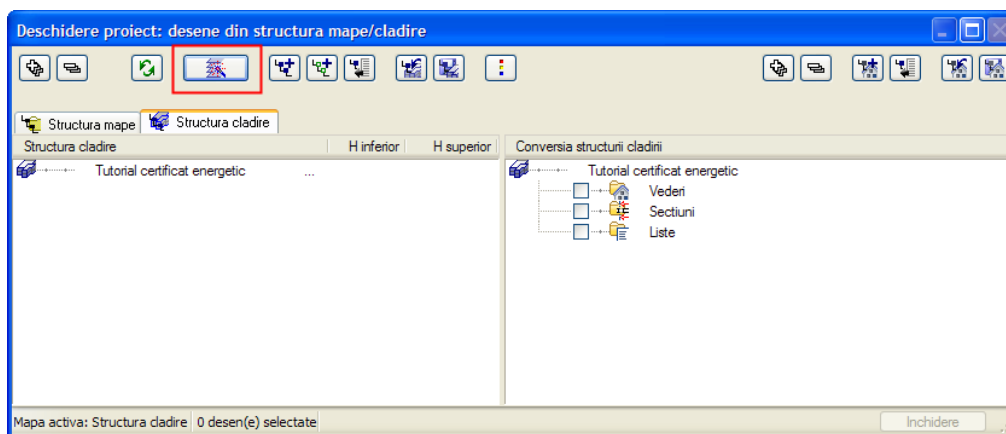 Deschidere proiect: desene din structura mape/cladire
Structura mape Structura cladire
Structura cladire H inferior H superior Conversia structurii cladirii
Tutorial certificat energetic ... Tutorial certificat energetic
Vederi
Sectiuni
Liste
Mapa activa: Structura cladire 0 desen(e) selectate Inchidere